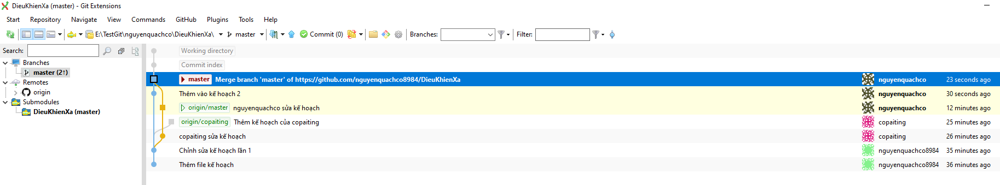 DieuKhienXa (master) - Git Extensions
Start Repository Navigate View Commands GitHub Plugins Tools Help
E:\TestGit\nguyenquachco\DieuKhienXa\ master Commit (0) Branches: Filter:
Search:
Branches
master (2↑)
Remotes
origin
Submodules
DieuKhienXa (master)
Working directory
Commit index
master Merge branch 'master' of https://github.com/nguyenquachco8984/DieuKhienXa nguyenquachco 23 seconds ago
Thêm vào kế hoạch 2 nguyenquachco 30 seconds ago
origin/master nguyenquachco sửa kế hoạch nguyenquachco 12 minutes ago
origin/copaiting Thêm kế hoạch của copaiting copaiting 25 minutes ago
copaiting sửa kế hoạch copaiting 26 minutes ago
Chỉnh sửa kế hoạch lần 1 nguyenquachco8984 35 minutes ago
Thêm file kế hoạch nguyenquachco8984 36 minutes ago